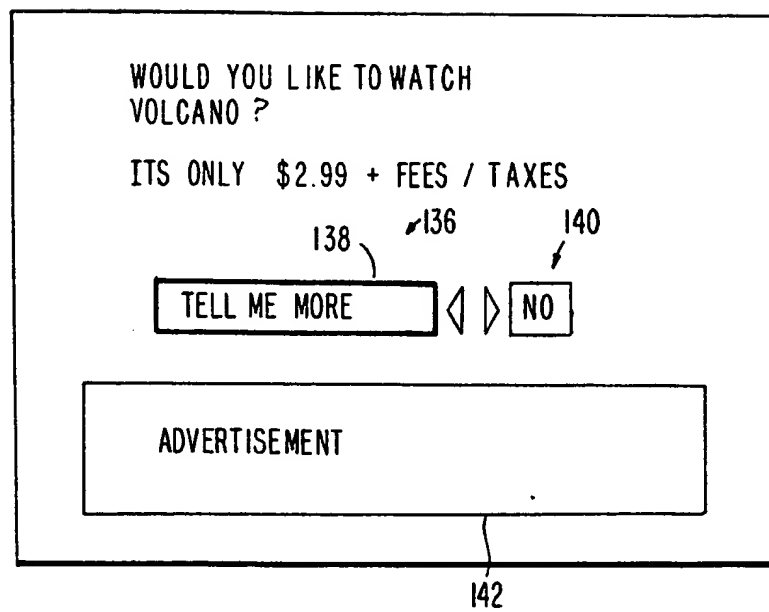 WOULD YOU LIKE TO WATCH
VOLCANO ?
ITS ONLY $2.99 + FEES / TAXES
138 136 140
TELL ME MORE NO
ADVERTISEMENT
142